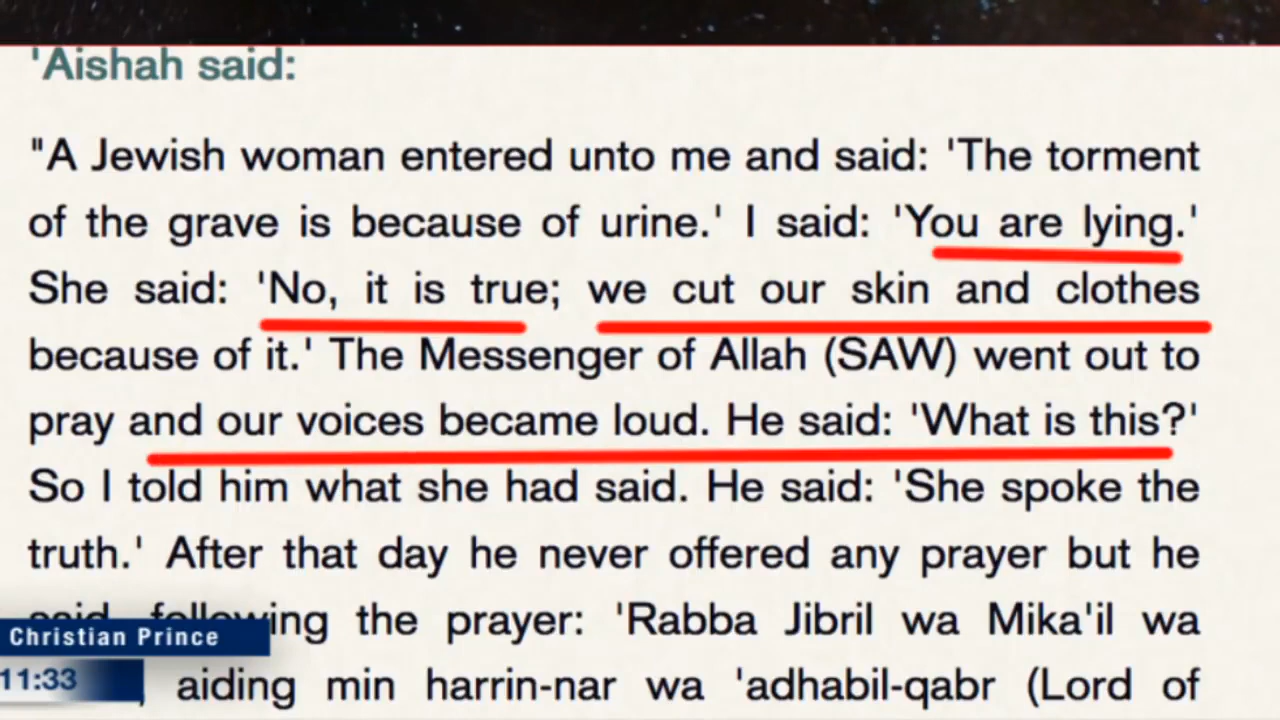 'Aishah said:
"A Jewish woman entered unto me and said: 'The torment
of the grave is because of urine.' I said: 'You are lying.'
She said: 'No, it is true; we cut our skin and clothes
because of it.' The Messenger of Allah (SAW) went out to
pray and our voices became loud. He said: 'What is this?'
So I told him what she had said. He said: 'She spoke the
truth.' After that day he never offered any prayer but he
said, following the prayer: 'Rabba Jibril wa Mika'il wa
aiding min harrin-nar wa 'adhabil-qabr (Lord of
Christian Prince
11:33